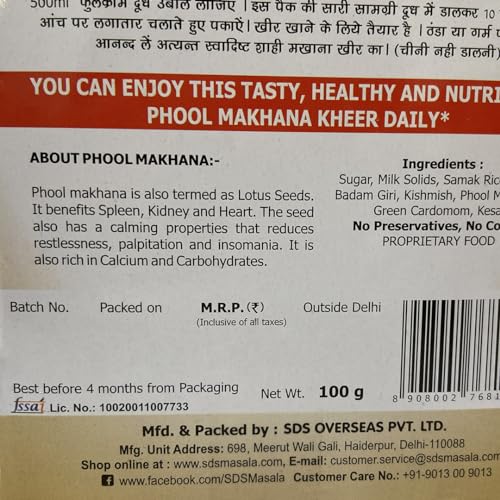 500ml फुलक्रीम दूध उबाल लीजिए। इस पैक की सारी सामग्री दूध में डालकर 10
आंच पर लगातार चलाते हुए पकाऐं। खीर खाने के लिये तैयार है। ठंडा या गर्म
आनन्द लें अत्यन्त स्वादिष्ट शाही मखाना खीर का। (चीनी नही डालनी)
YOU CAN ENJOY THIS TASTY, HEALTHY AND NUTRI
PHOOL MAKHANA KHEER DAILY*
ABOUT PHOOL MAKHANA:-
Phool makhana is also termed as Lotus Seeds.
It benefits Spleen, Kidney and Heart. The seed
also has a calming properties that reduces
restlessness, palpitation and insomania. It is
also rich in Calcium and Carbohydrates.
Ingredients :
Sugar, Milk Solids, Samak Ric
Badam Giri, Kishmish, Phool M
Green Cardomom, Kesa
No Preservatives, No Co
PROPRIETARY FOOD
Batch No. Packed on M.R.P.(₹) Outside Delhi
(Inclusive of all taxes)
Best before 4 months from Packaging
Net Wt. 100 g
8 908002 7681
fssai Lic. No.: 10020011007733
Mfd. & Packed by : SDS OVERSEAS PVT. LTD.
Mfg. Unit Address: 698, Meerut Wali Gali, Haiderpur, Delhi-110088
Shop online at : www.sdsmasala.com, E-mail: customer.service@sdsmasala.com
www.facebook.com/SDSMasala Customer Care No.: +91-9013 00 9013